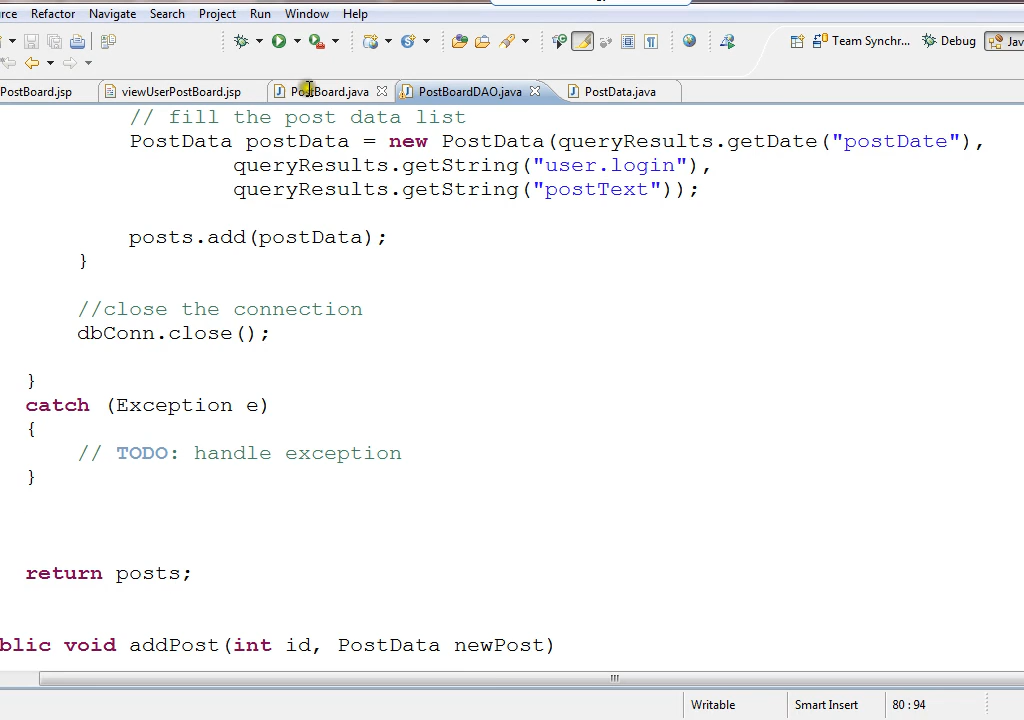 rce Refactor Navigate Search Project Run Window Help
Team Synchr... Debug Jav
PostBoard.jsp viewUserPostBoard.jsp PostBoard.java PostBoardDAO.java PostData.java
// fill the post data list
PostData postData = new PostData(queryResults.getDate("postDate"),
queryResults.getString("user.login"),
queryResults.getString("postText"));
posts.add(postData);
}
//close the connection
dbConn.close();
}
catch (Exception e)
{
// TODO: handle exception
}
return posts;
blic void addPost(int id, PostData newPost)
Writable Smart Insert 80 : 94